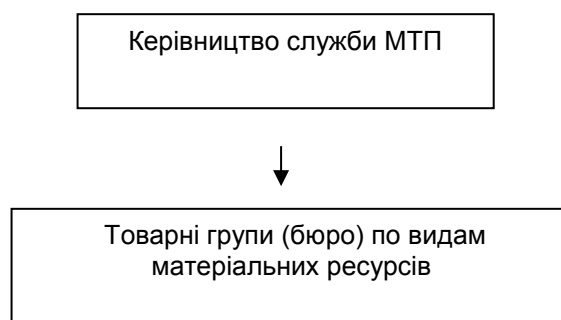 Керівництво служби МТП
Товарні групи (бюро) по видам
матеріальних ресурсів